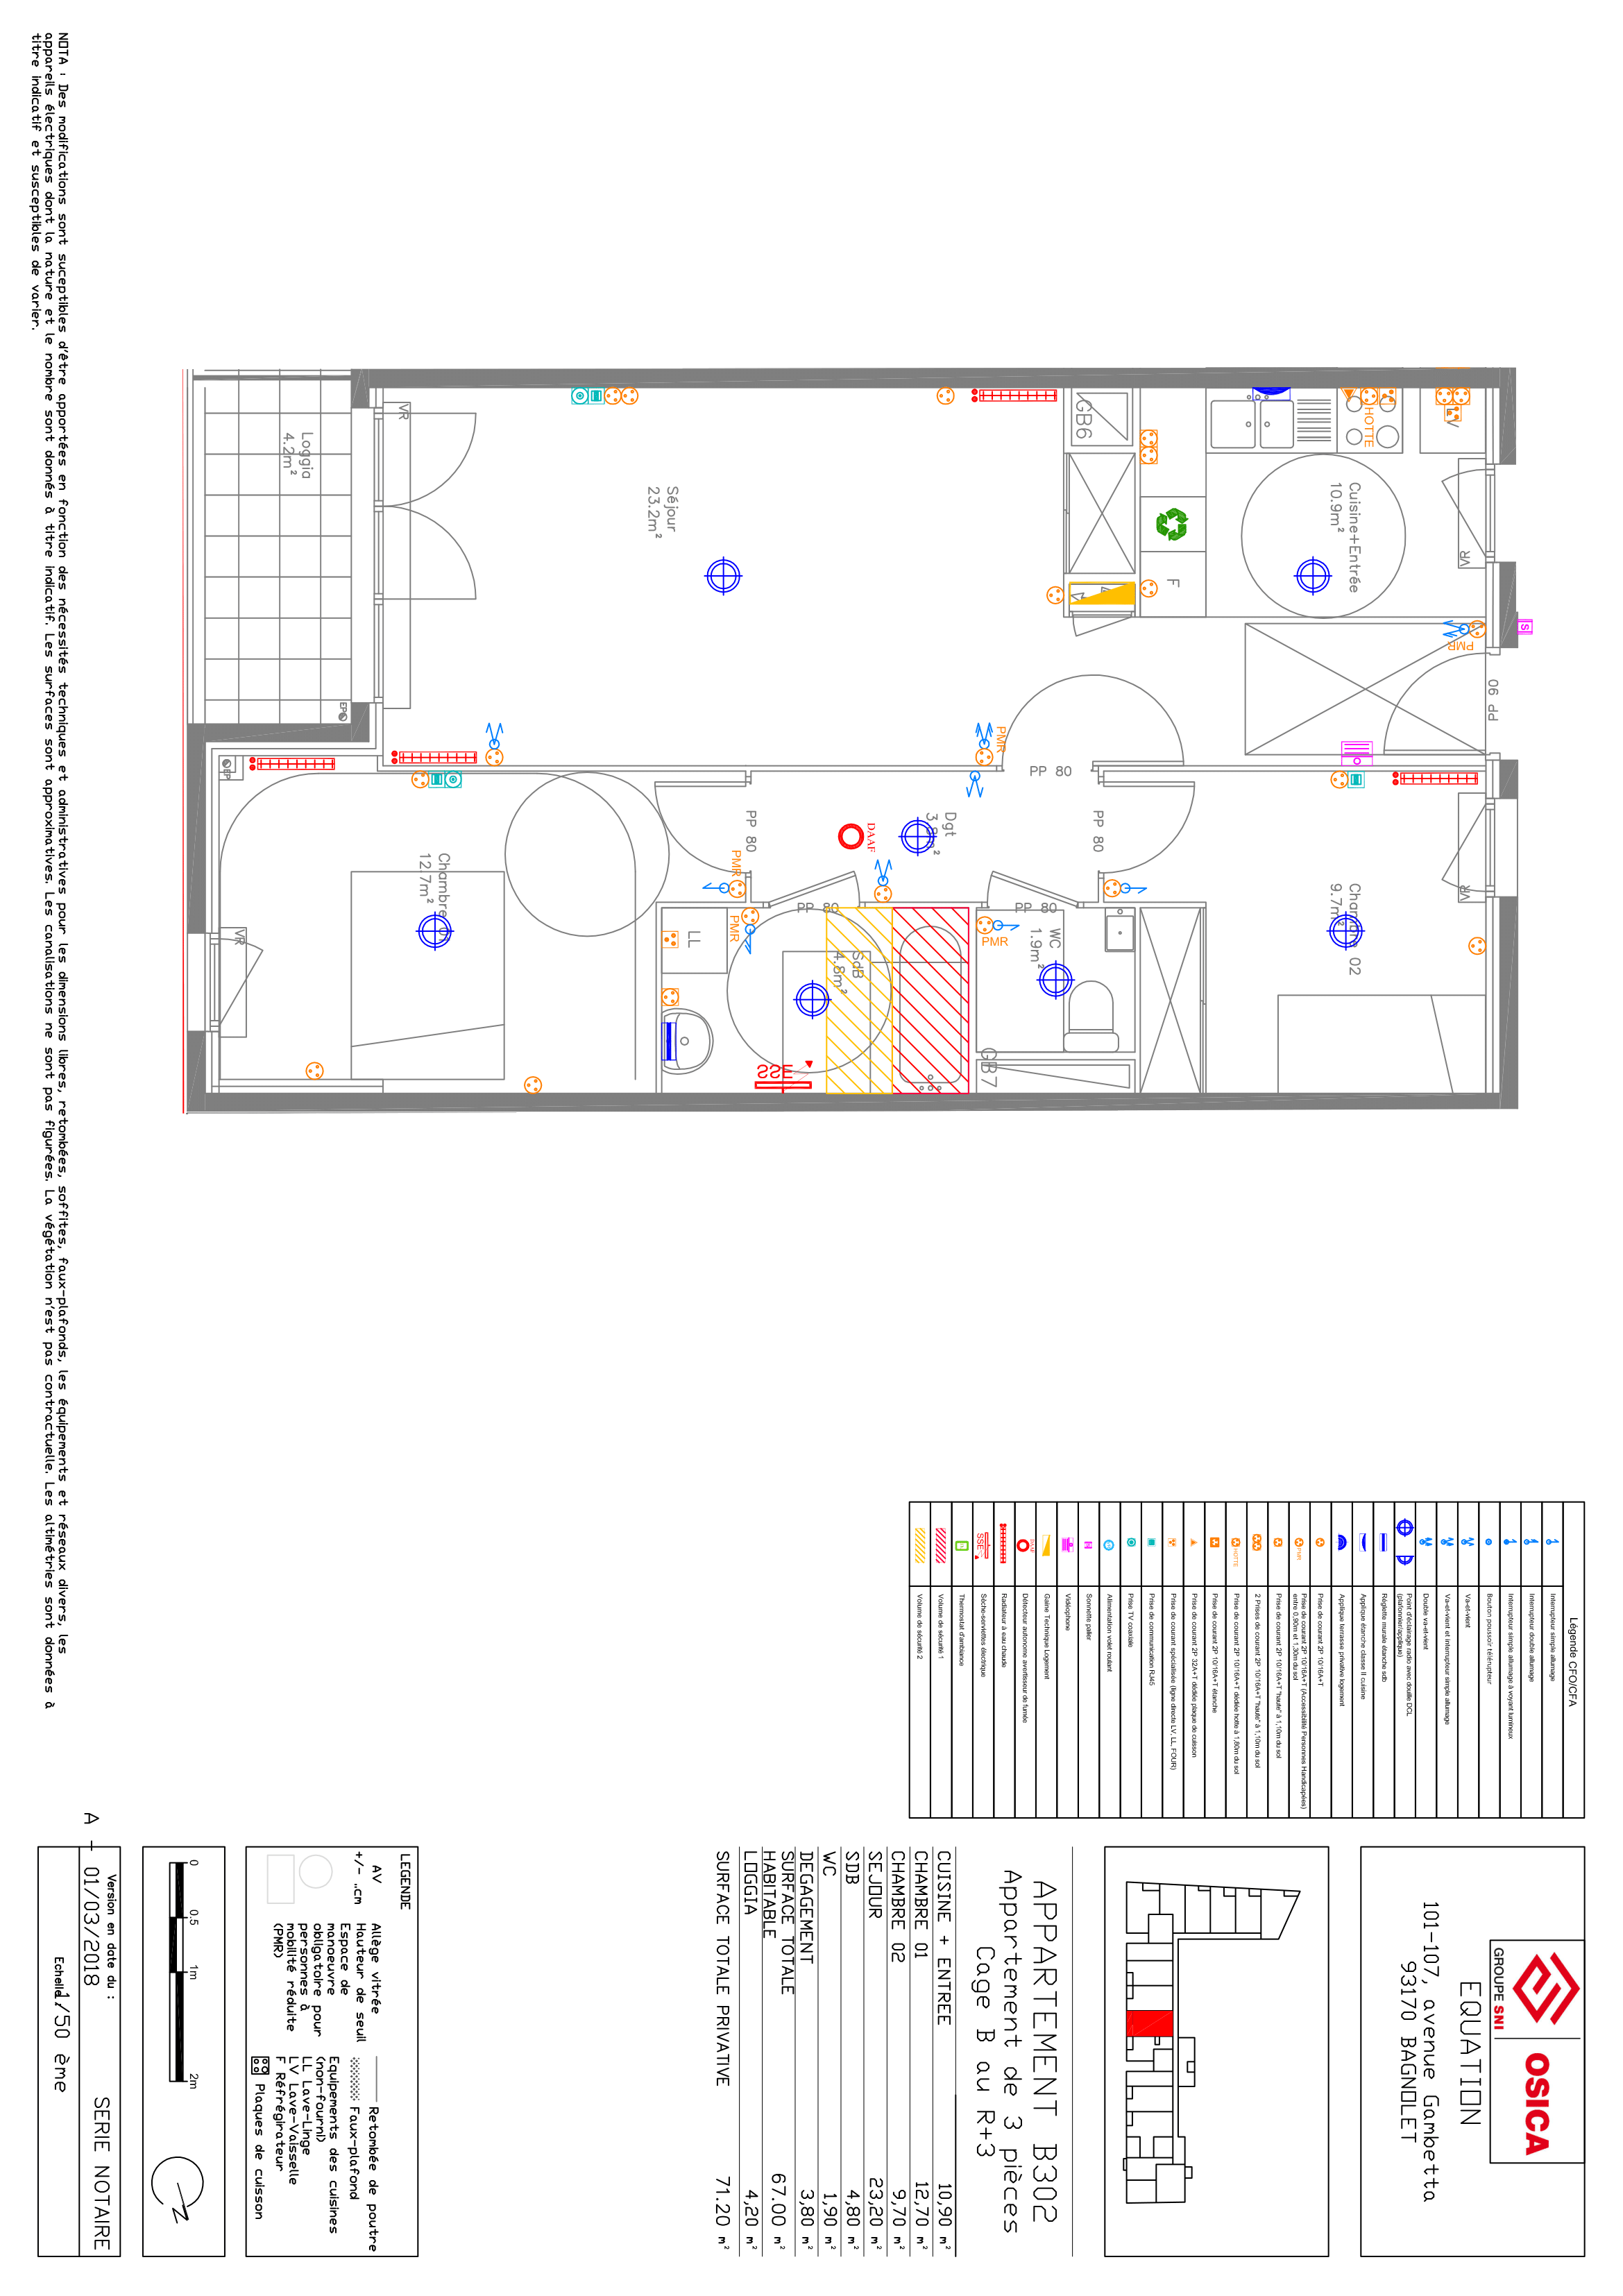 GROUPE SNI
OSICA
EQUATION
101-107, avenue Gambetta
93170 BAGNOLET
APPARTEMENT B302
Appartement de 3 pièces
Cage B au R+3
CUISINE + ENTREE 10,90 m²
CHAMBRE 01 12,70 m²
CHAMBRE 02 9,70 m²
SEJOUR 23,20 m²
SDB 4,80 m²
WC 1,90 m²
DEGAGEMENT 3,80 m²
SURFACE TOTALE
HABITABLE 67.00 m²
LOGGIA 4,20 m²
SURFACE TOTALE PRIVATIVE 71.20 m²
LEGENDE
AV Allège vitrée
+/- ..cm Hauteur de seuil
Espace de
manoeuvre
obligatoire pour
personnes à
mobilité réduite
(PMR)
Retombée de poutre
Faux-plafond
Equipements des cuisines
(non-fourni)
LL Lave-Linge
LV Lave-Vaisselle
F Réfrégirateur
Plaques de cuisson
0 0.5 1m 2m
N
A -
Version en date du :
01/03/2018
SERIE NOTAIRE
Echelle 1/50 ème
Légende CFO/CFA
Interrupteur simple allumage
Interrupteur double allumage
Interrupteur simple allumage à voyant lumineux
Bouton poussoir télérupteur
Va-et-vient
Va-et-vient et interrupteur simple allumage
Double va-et-vient
Point d'éclairage radio avec douille DCL
(plafonnier/applique)
Réglette murale étanche sdb
Applique étanche classe II cuisine
Applique terrasse privative logement
Prise de courant 2P 10/16A+T
PMR
Prise de courant 2P 10/16A+T (Accessibilité Personnes Handicapées)
entre 0,90m et 1,30m du sol
Prise de courant 2P 10/16A+T "haute" à 1,10m du sol
2 Prises de courant 2P 10/16A+T "haute" à 1,10m du sol
HOTTE
Prise de courant 2P 10/16A+T dédiée hotte à 1,80m du sol
Prise de courant 2P 10/16A+T étanche
Prise de courant 2P 32A+T dédiée plaque de cuisson
Prise de courant spécialisée (ligne directe LV, LL, FOUR)
Prise de communication RJ45
Prise TV coaxiale
Alimentation volet roulant
Sonnette palier
Vidéophone
Gaine Technique Logement
DAAF
Détecteur autonome avertisseur de fumée
Radiateur à eau chaude
SSE
Sèche-serviettes électrique
Thermostat d'ambiance
Volume de sécurité 1
Volume de sécurité 2
Loggia
4.2m²
VR
EP
Séjour
23.2m²
GB6
HOTTE
Cuisine+Entrée
10.9m²
F
VR
PMR
S
PP 90
PMR
PP 80
EP
Chambre
12.7m²
VR
PP 80
PMR
DAAF
Dgt
PP 80
PP 80
PP 80
LL
PMR
SdB
4.8m²
SSE
PMR
WC
1.9m²
GB7
VR
02
9.7m²
NOTA : Des modifications sont suceptibles d'être apportées en fonction des nécessités techniques et administratives pour les dimensions libres, retombées, soffites, faux-plafonds, les équipements et réseaux divers, les
appareils électriques dont la nature et le nombre sont donnés à titre indicatif. Les surfaces sont approximatives. Les canalisations ne sont pas figurées. La végétation n'est pas contractuelle. Les altimétries sont données à
titre indicatif et susceptibles de varier.